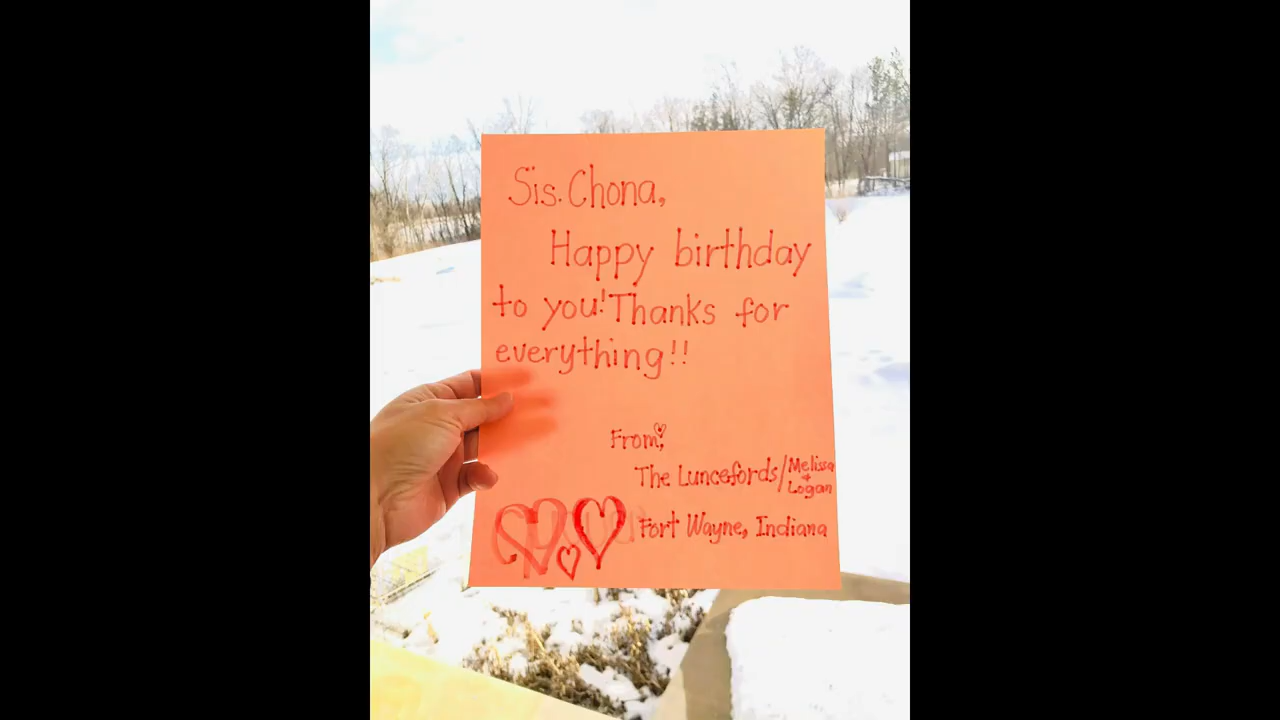 Sis. Chona,
Happy birthday
to you! Thanks for
everything!!
From,
The Luncefords/Melissa
+
Logan
Fort Wayne, Indiana